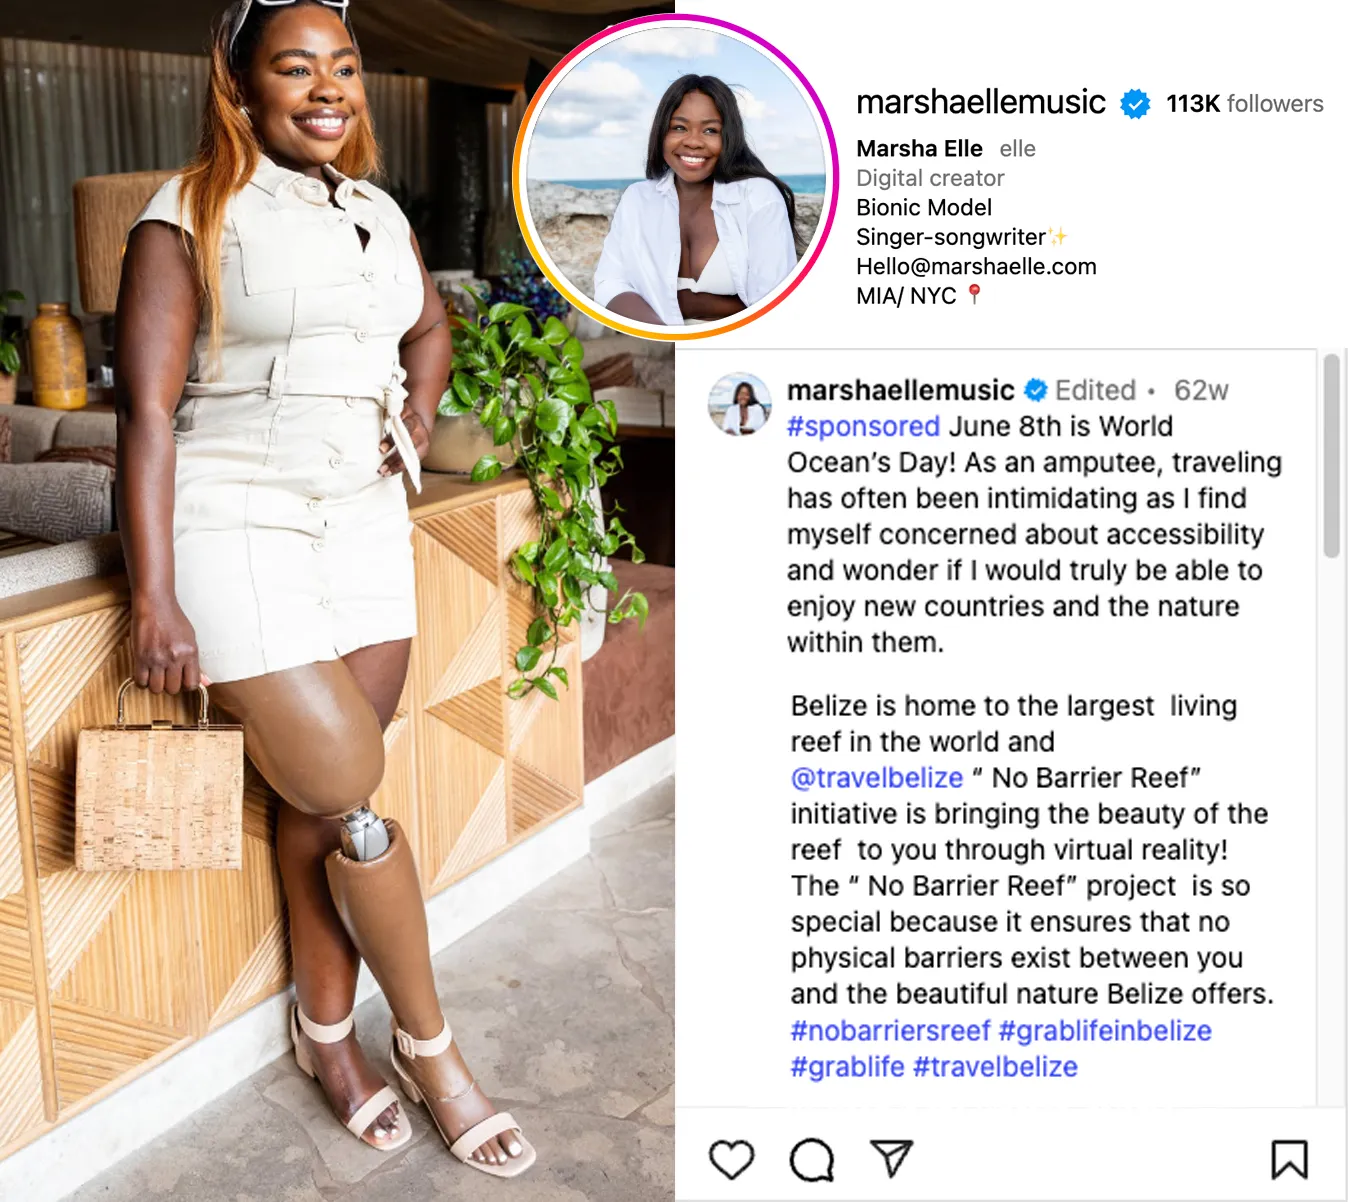 marshaellemusic 113K followers
Marsha Elle elle
Digital creator
Bionic Model
Singer-songwriter✨
Hello@marshaelle.com
MIA/ NYC 📍
marshaellemusic Edited • 62w
#sponsored June 8th is World
Ocean’s Day! As an amputee, traveling
has often been intimidating as I find
myself concerned about accessibility
and wonder if I would truly be able to
enjoy new countries and the nature
within them.
Belize is home to the largest living
reef in the world and
@travelbelize “ No Barrier Reef”
initiative is bringing the beauty of the
reef to you through virtual reality!
The “ No Barrier Reef” project is so
special because it ensures that no
physical barriers exist between you
and the beautiful nature Belize offers.
#nobarriersreef #grablifeinbelize
#grablife #travelbelize